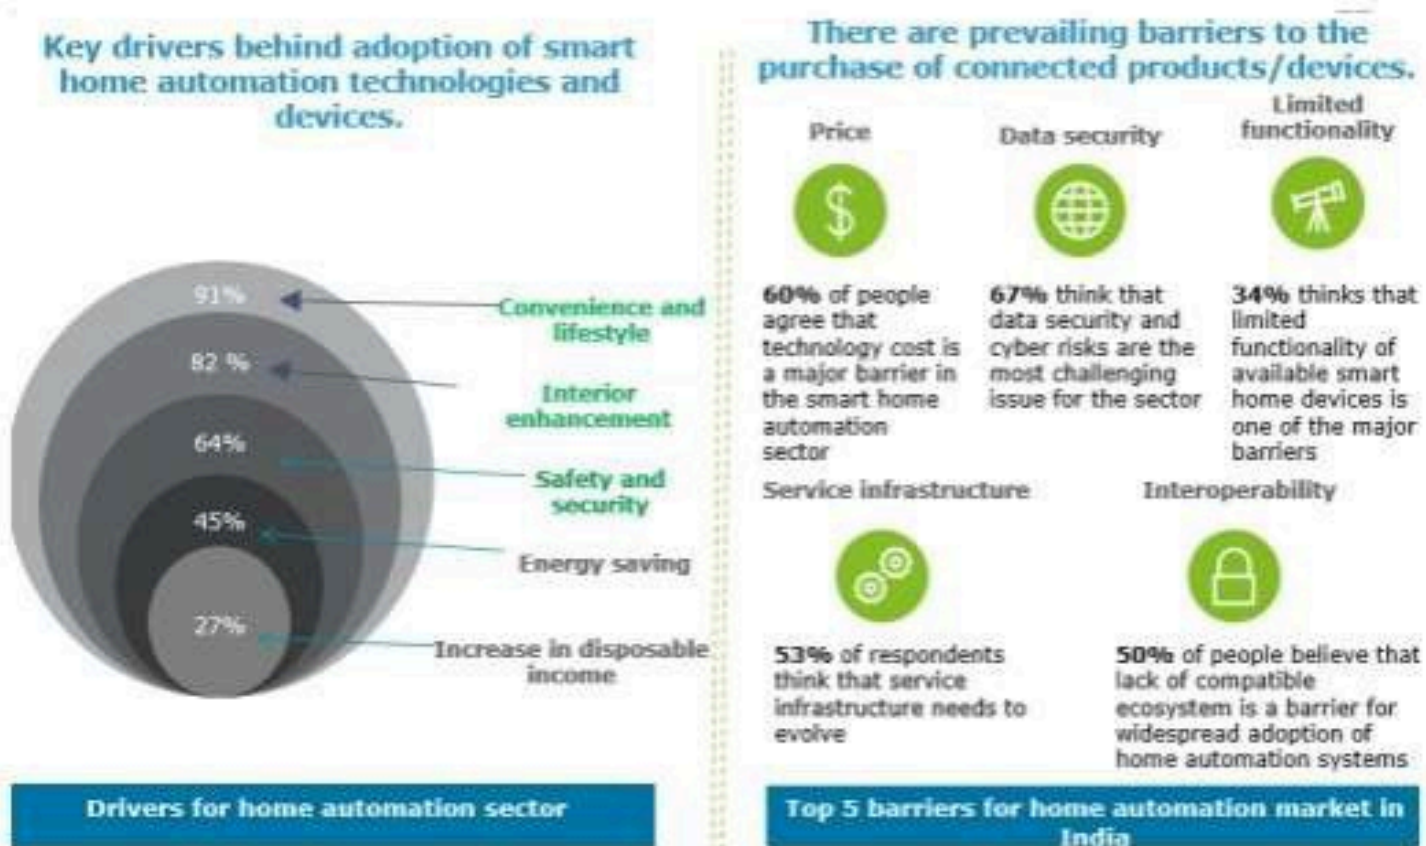 Key drivers behind adoption of smart
home automation technologies and
devices.
91%
Convenience and
lifestyle
82 %
Interior
enhancement
64%
Safety and
security
45%
Energy saving
27%
Increase in disposable
income
Drivers for home automation sector
There are prevailing barriers to the
purchase of connected products/devices.
Price
$
60% of people
agree that
technology cost is
a major barrier in
the smart home
automation
sector
Data security
67% think that
data security and
cyber risks are the
most challenging
issue for the sector
Limited
functionality
34% thinks that
limited
functionality of
available smart
home devices is
one of the major
barriers
Service infrastructure
53% of respondents
think that service
infrastructure needs to
evolve
Interoperability
50% of people believe that
lack of compatible
ecosystem is a barrier for
widespread adoption of
home automation systems
Top 5 barriers for home automation market in
India